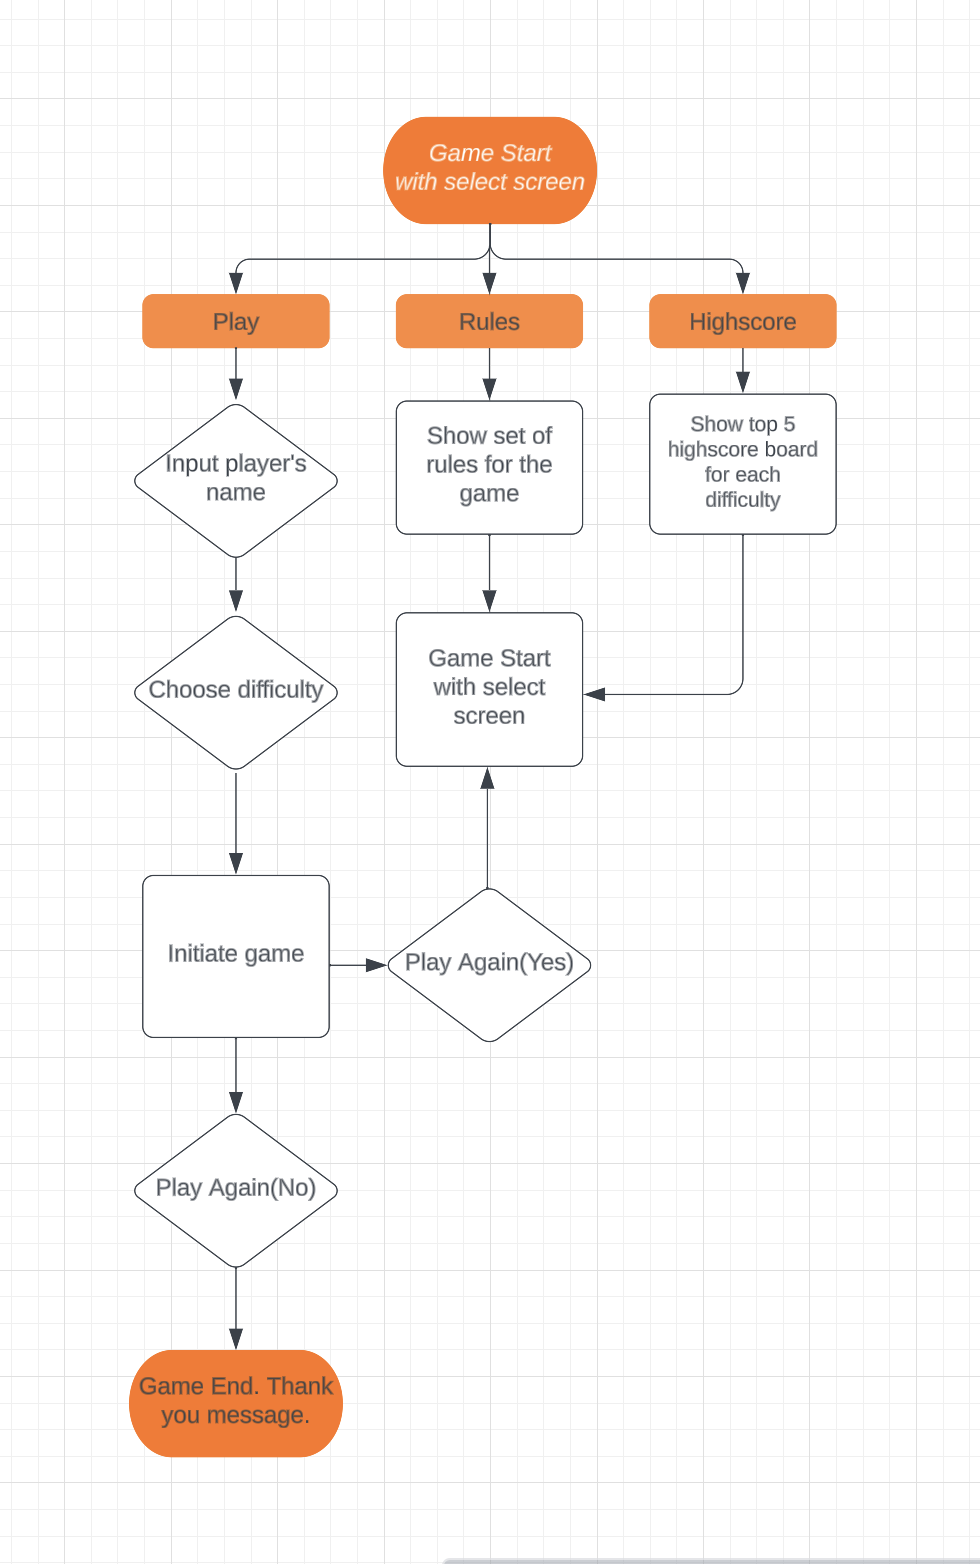 Game Start
with select screen
Play
Rules
Highscore
Input player's
name
Show set of
rules for the
game
Show top 5
highscore board
for each
difficulty
Choose difficulty
Game Start
with select
screen
Initiate game
Play Again(Yes)
Play Again(No)
Game End. Thank
you message.